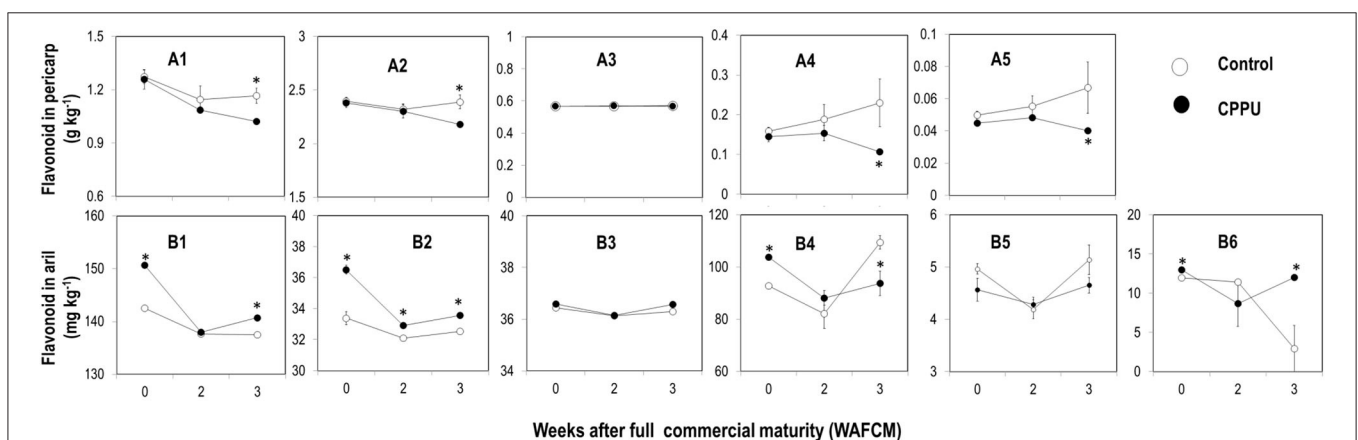 Flavonoid in pericarp
(g kg⁻¹)
1.5
1.2
0.9
0.6
A1
*
3
2.5
2
1.5
A2
*
1
0.8
0.6
0.4
0.2
0
A3
0.4
0.3
0.2
0.1
0
A4
*
0.1
0.08
0.06
0.04
0.02
0
A5
*
Control
CPPU
Flavonoid in aril
(mg kg⁻¹)
160
150
140
130
B1
* *
0 2 3
40
38
36
34
32
30
B2
* * *
0 2 3
40
38
36
34
B3
0 2 3
120
100
80
60
B4
* *
0 2 3
6
5
4
3
B5
0 2 3
20
15
10
5
0
B6
* *
0 2 3
Weeks after full commercial maturity (WAFCM)